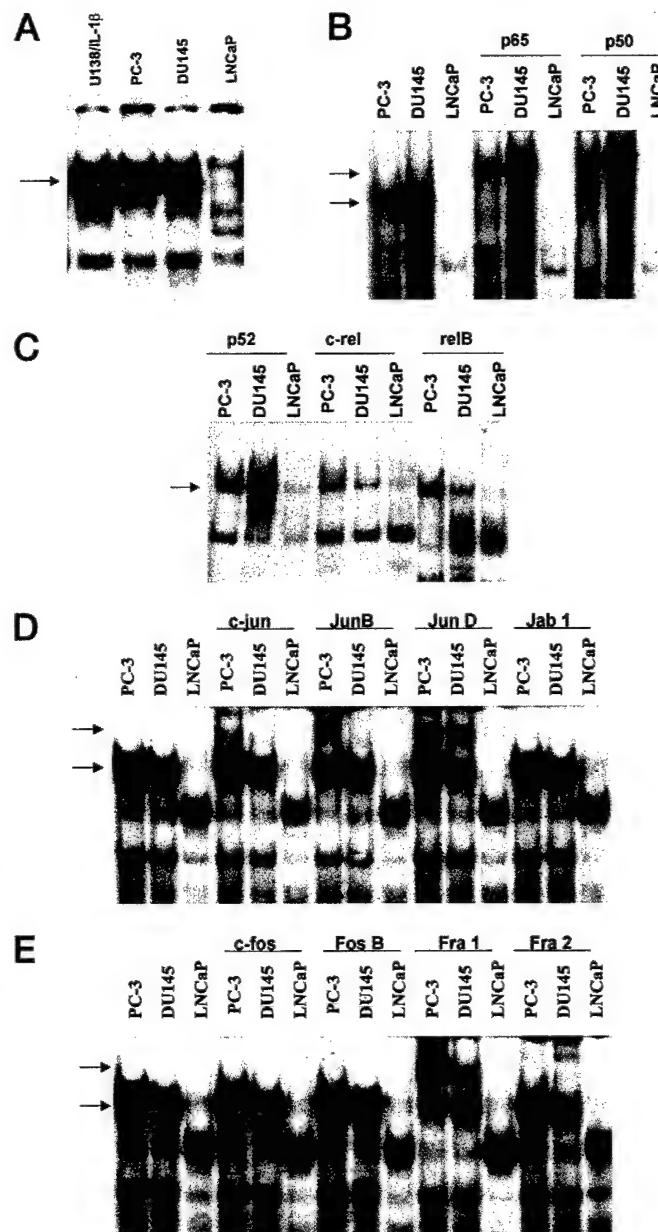 A
U138/IL-1β PC-3 DU145 LNCaP
B
p65 p50
PC-3 DU145 LNCaP PC-3 DU145 LNCaP PC-3 DU145 LNCaP
C
p52 c-rel relB
PC-3 DU145 LNCaP PC-3 DU145 LNCaP PC-3 DU145 LNCaP
D
c-jun JunB Jun D Jab 1
PC-3 DU145 LNCaP PC-3 DU145 LNCaP PC-3 DU145 LNCaP PC-3 DU145 LNCaP PC-3 DU145 LNCaP
E
c-fos Fos B Fra 1 Fra 2
PC-3 DU145 LNCaP PC-3 DU145 LNCaP PC-3 DU145 LNCaP PC-3 DU145 LNCaP PC-3 DU145 LNCaP